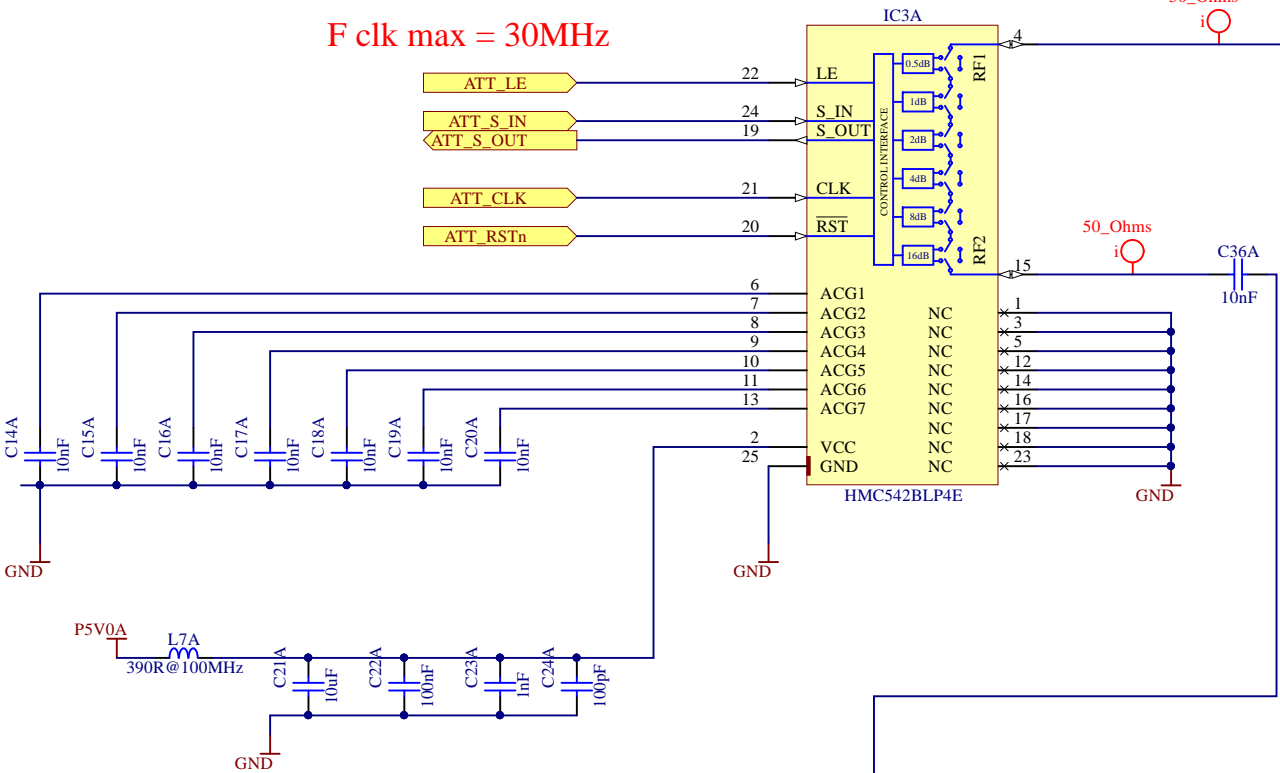 50_Ohms
i
IC3A
F clk max = 30MHz
4
RF1
0.5dB
22
LE
ATT_LE
1dB
24
S_IN
ATT_S_IN
19
S_OUT
ATT_S_OUT
2dB
CONTROL INTERFACE
4dB
21
CLK
ATT_CLK
8dB
20
RST
ATT_RSTn
16dB
RF2
50_Ohms
i
15
C36A
10nF
6
ACG1
7
ACG2
8
ACG3
9
ACG4
10
ACG5
11
ACG6
13
ACG7
2
VCC
25
GND
NC
1
NC
3
NC
5
NC
12
NC
14
NC
16
NC
17
NC
18
NC
23
HMC542BLP4E
GND
C14A
10nF
C15A
10nF
C16A
10nF
C17A
10nF
C18A
10nF
C19A
10nF
C20A
10nF
GND
GND
P5V0A
L7A
390R@100MHz
C21A
10uF
C22A
100nF
C23A
1nF
C24A
100pF
GND